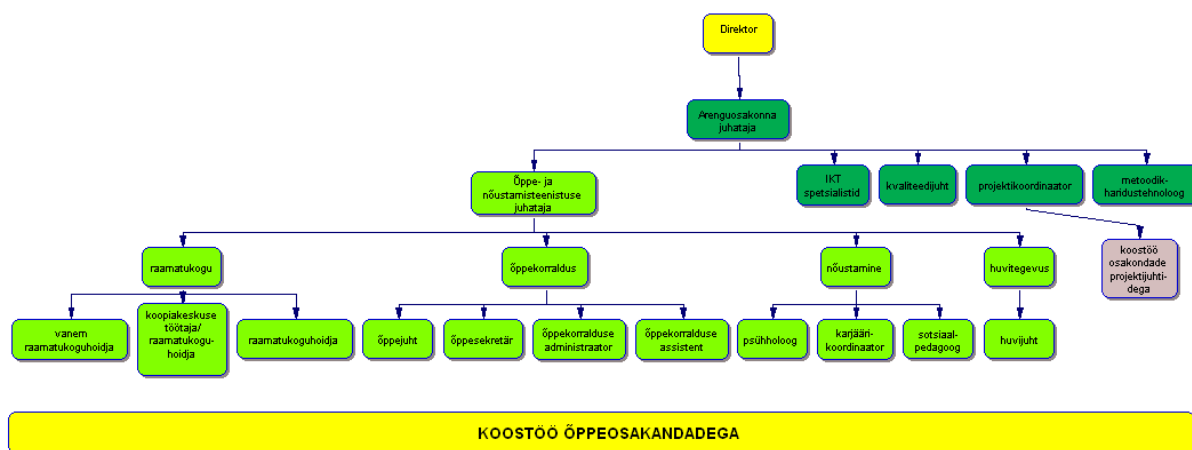 Direktor
Arenguosakonna
juhataja
Õppe- ja
nõustamisteenistuse
juhataja
IKT
spetsialistid
kvaliteedijuht
projektikoordinaator
metoodik-
haridustehnoloog
raamatukogu
õppekorraldus
nõustamine
huvitegevus
koostöö
osakondade
projektijuhti-
dega
vanem
raamatukoguhoidja
koopiakeskuse
töötaja/
raamatukogu-
hoidja
raamatukoguhoidja
õppejuht
õppesekretär
õppekorralduse
administraator
õppekorralduse
assistent
psühholoog
karjääri-
koordinaator
sotsiaal-
pedagoog
huvijuht
KOOSTÖÖ ÕPPEOSAKANDADEGA